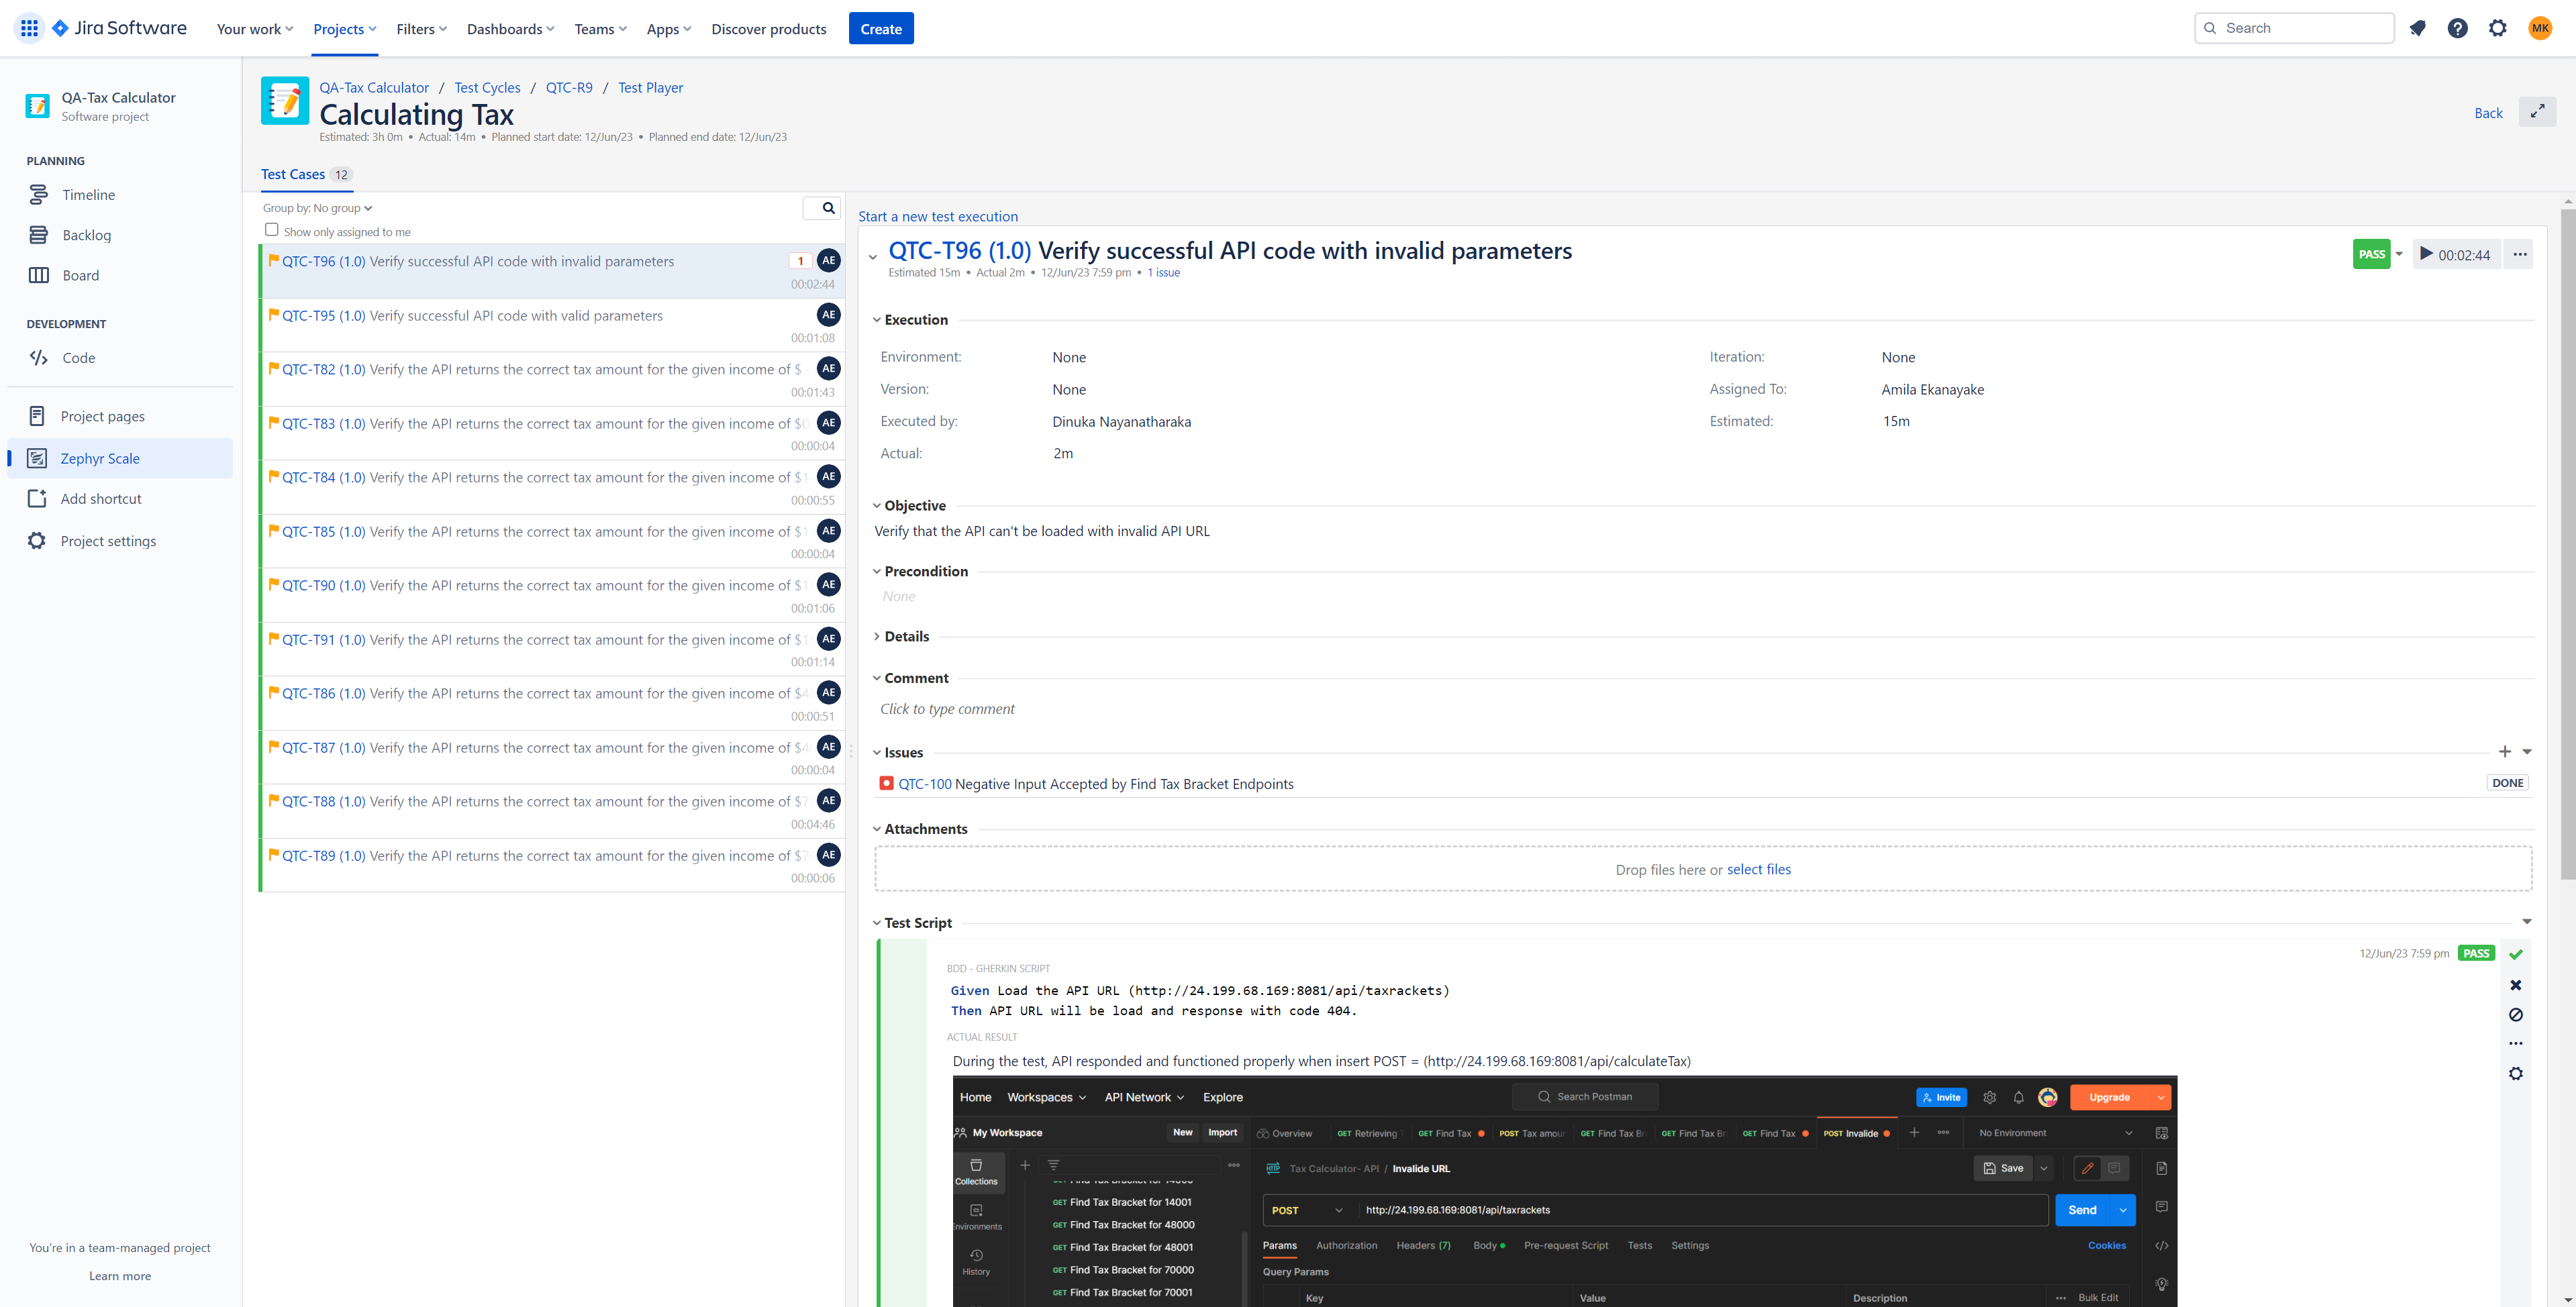 Jira Software
Your work
Projects
Filters
Dashboards
Teams
Apps
Discover products
Create
Search
MK
QA-Tax Calculator
Software project
PLANNING
Timeline
Backlog
Board
DEVELOPMENT
Code
Project pages
Zephyr Scale
Add shortcut
Project settings
You're in a team-managed project
Learn more
QA-Tax Calculator / Test Cycles / QTC-R9 / Test Player
Calculating Tax
Estimated: 3h 0m • Actual: 14m • Planned start date: 12/Jun/23 • Planned end date: 12/Jun/23
Back
Test Cases 12
Group by: No group
Show only assigned to me
QTC-T96 (1.0) Verify successful API code with invalid parameters 1 AE
00:02:44
QTC-T95 (1.0) Verify successful API code with valid parameters AE
00:01:08
QTC-T82 (1.0) Verify the API returns the correct tax amount for the given income of $ AE
00:01:43
QTC-T83 (1.0) Verify the API returns the correct tax amount for the given income of $0 AE
00:00:04
QTC-T84 (1.0) Verify the API returns the correct tax amount for the given income of $1 AE
00:00:55
QTC-T85 (1.0) Verify the API returns the correct tax amount for the given income of $1 AE
00:00:04
QTC-T90 (1.0) Verify the API returns the correct tax amount for the given income of $1 AE
00:01:06
QTC-T91 (1.0) Verify the API returns the correct tax amount for the given income of $1 AE
00:01:14
QTC-T86 (1.0) Verify the API returns the correct tax amount for the given income of $4 AE
00:00:51
QTC-T87 (1.0) Verify the API returns the correct tax amount for the given income of $4 AE
00:00:04
QTC-T88 (1.0) Verify the API returns the correct tax amount for the given income of $7 AE
00:04:46
QTC-T89 (1.0) Verify the API returns the correct tax amount for the given income of $7 AE
00:00:06
Start a new test execution
QTC-T96 (1.0) Verify successful API code with invalid parameters
PASS
00:02:44
Estimated 15m • Actual 2m • 12/Jun/23 7:59 pm • 1 issue
Execution
Environment: None
Iteration: None
Version: None
Assigned To: Amila Ekanayake
Executed by: Dinuka Nayanatharaka
Estimated: 15m
Actual: 2m
Objective
Verify that the API can't be loaded with invalid API URL
Precondition
None
Details
Comment
Click to type comment
Issues
QTC-100 Negative Input Accepted by Find Tax Bracket Endpoints
DONE
Attachments
Drop files here or select files
Test Script
12/Jun/23 7:59 pm PASS
BDD - GHERKIN SCRIPT
Given Load the API URL (http://24.199.68.169:8081/api/taxrackets)
Then API URL will be load and response with code 404.
ACTUAL RESULT
During the test, API responded and functioned properly when insert POST = (http://24.199.68.169:8081/api/calculateTax)
Home Workspaces API Network Explore
Search Postman
Invite
Upgrade
My Workspace New Import
Overview GET Retrieving GET Find Tax POST Tax amou GET Find Tax B GET Find Tax B GET Find Tax POST Invalide No Environment
Collections
Environments
History
GET Find Tax Bracket for 14001
GET Find Tax Bracket for 48000
GET Find Tax Bracket for 48001
GET Find Tax Bracket for 70000
GET Find Tax Bracket for 70001
HTTP Tax Calculator- API / Invalide URL
Save
POST http://24.199.68.169:8081/api/taxrackets
Send
Params Authorization Headers (7) Body Pre-request Script Tests Settings Cookies
Query Params
Key Value Description Bulk Edit